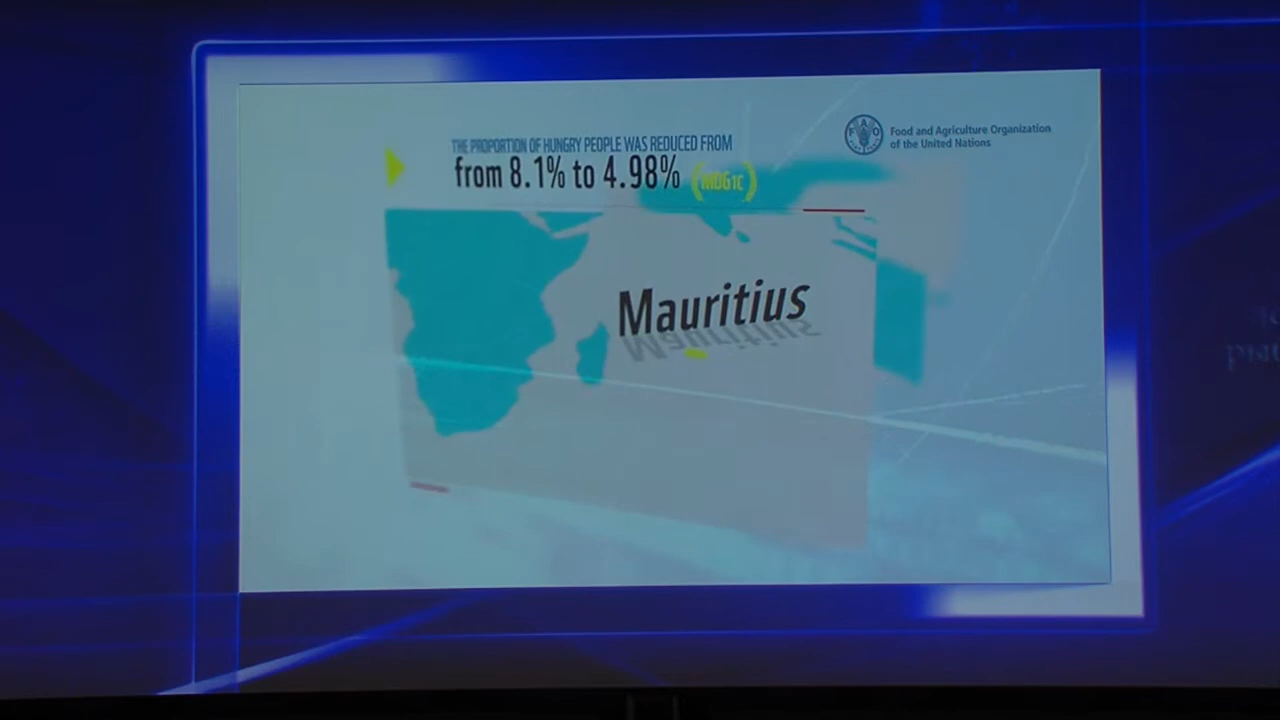 THE PROPORTION OF HUNGRY PEOPLE WAS REDUCED FROM
from 8.1% to 4.98% (MDG1C)
FAO
Food and Agriculture Organization
of the United Nations
Mauritius